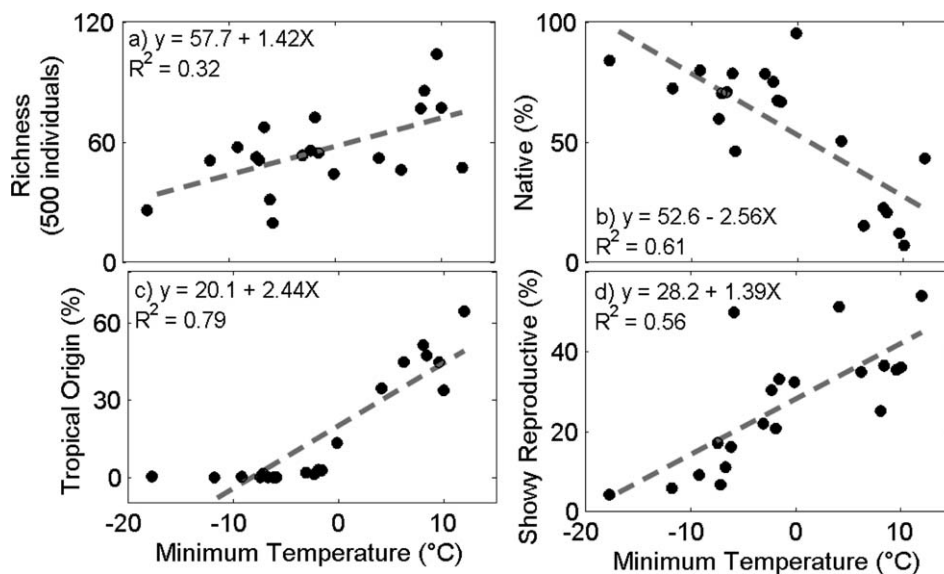 120
60
0
Richness
(500 individuals)
a) y = 57.7 + 1.42X
R² = 0.32
100
50
0
Native (%)
b) y = 52.6 - 2.56X
R² = 0.61
60
30
0
Tropical Origin (%)
c) y = 20.1 + 2.44X
R² = 0.79
-20 -10 0 10
Minimum Temperature (°C)
40
20
0
Showy Reproductive (%)
d) y = 28.2 + 1.39X
R² = 0.56
-20 -10 0 10
Minimum Temperature (°C)